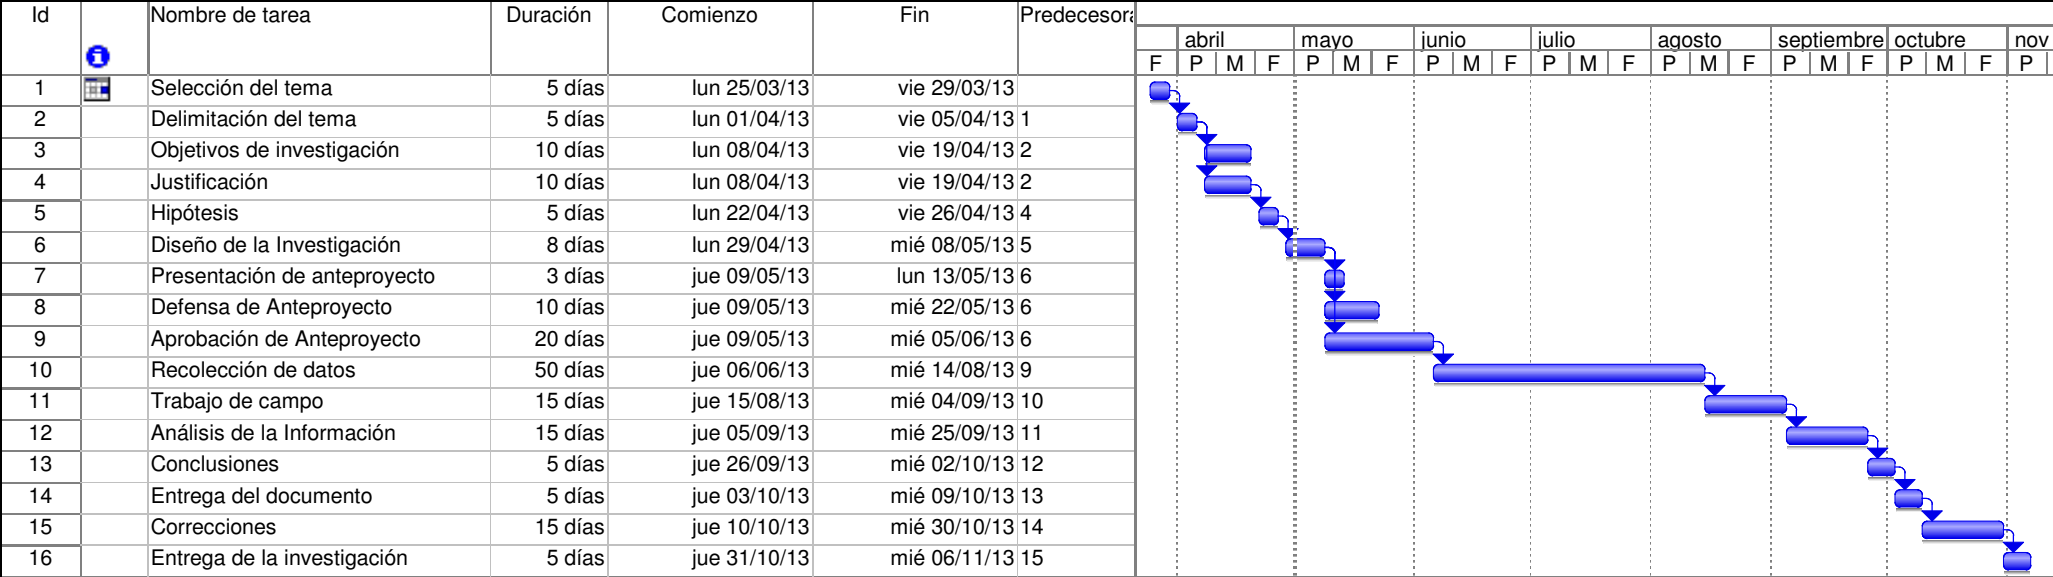 Id Nombre de tarea Duración Comienzo Fin Predecesora
abril mayo junio julio agosto septiembre octubre nov
F P M F P M F P M F P M F P M F P M F P M F P
1 Selección del tema 5 días lun 25/03/13 vie 29/03/13
2 Delimitación del tema 5 días lun 01/04/13 vie 05/04/13 1
3 Objetivos de investigación 10 días lun 08/04/13 vie 19/04/13 2
4 Justificación 10 días lun 08/04/13 vie 19/04/13 2
5 Hipótesis 5 días lun 22/04/13 vie 26/04/13 4
6 Diseño de la Investigación 8 días lun 29/04/13 mié 08/05/13 5
7 Presentación de anteproyecto 3 días jue 09/05/13 lun 13/05/13 6
8 Defensa de Anteproyecto 10 días jue 09/05/13 mié 22/05/13 6
9 Aprobación de Anteproyecto 20 días jue 09/05/13 mié 05/06/13 6
10 Recolección de datos 50 días jue 06/06/13 mié 14/08/13 9
11 Trabajo de campo 15 días jue 15/08/13 mié 04/09/13 10
12 Análisis de la Información 15 días jue 05/09/13 mié 25/09/13 11
13 Conclusiones 5 días jue 26/09/13 mié 02/10/13 12
14 Entrega del documento 5 días jue 03/10/13 mié 09/10/13 13
15 Correcciones 15 días jue 10/10/13 mié 30/10/13 14
16 Entrega de la investigación 5 días jue 31/10/13 mié 06/11/13 15